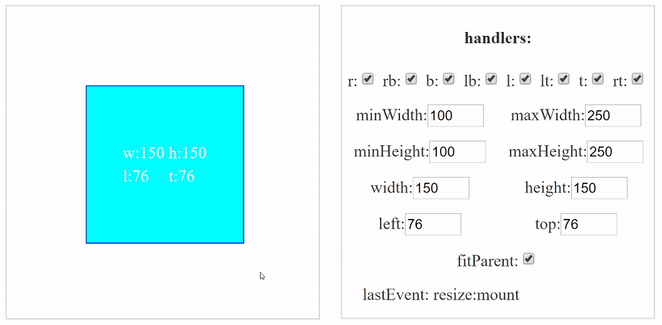 w:150 h:150
l:76 t:76
handlers:
r: rb: b: lb: l: lt: t: rt:
minWidth: 100 maxWidth: 250
minHeight: 100 maxHeight: 250
width: 150 height: 150
left: 76 top: 76
fitParent:
lastEvent: resize:mount